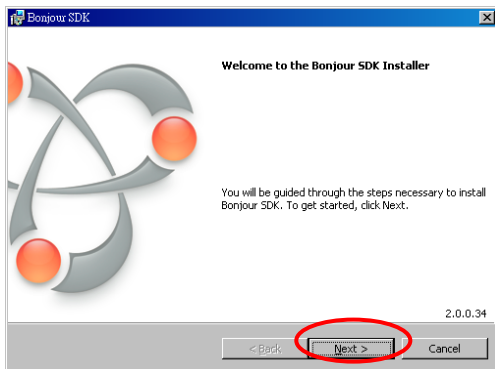 Bonjour SDK
Welcome to the Bonjour SDK Installer
You will be guided through the steps necessary to install
Bonjour SDK. To get started, click Next.
2.0.0.34
< Back
Next >
Cancel